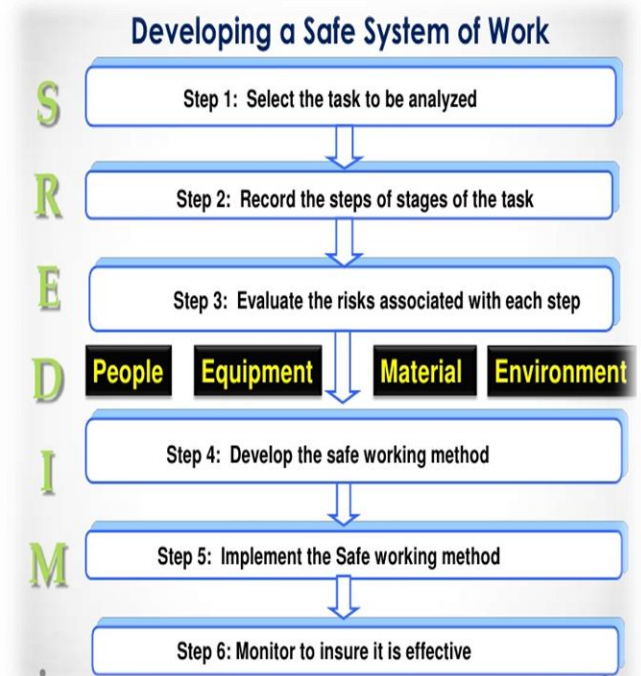 Developing a Safe System of Work
S
Step 1: Select the task to be analyzed
R
Step 2: Record the steps of stages of the task
E
Step 3: Evaluate the risks associated with each step
D
People Equipment Material Environment
I
Step 4: Develop the safe working method
M
Step 5: Implement the Safe working method
Step 6: Monitor to insure it is effective